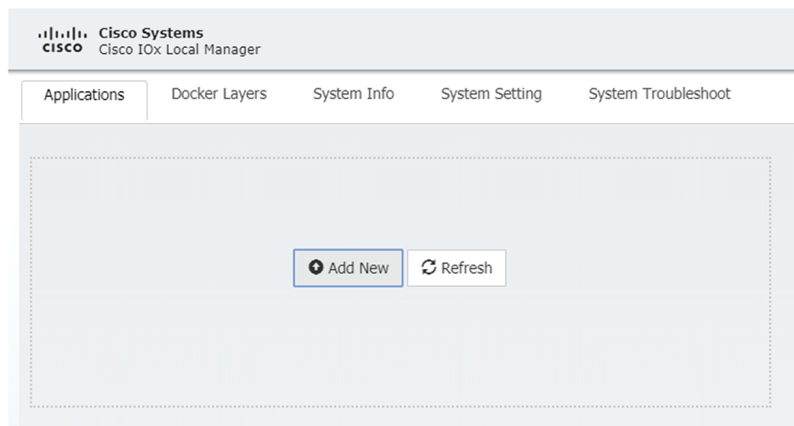 CISCO
Cisco Systems
Cisco IOx Local Manager
Applications Docker Layers System Info System Setting System Troubleshoot
Add New Refresh